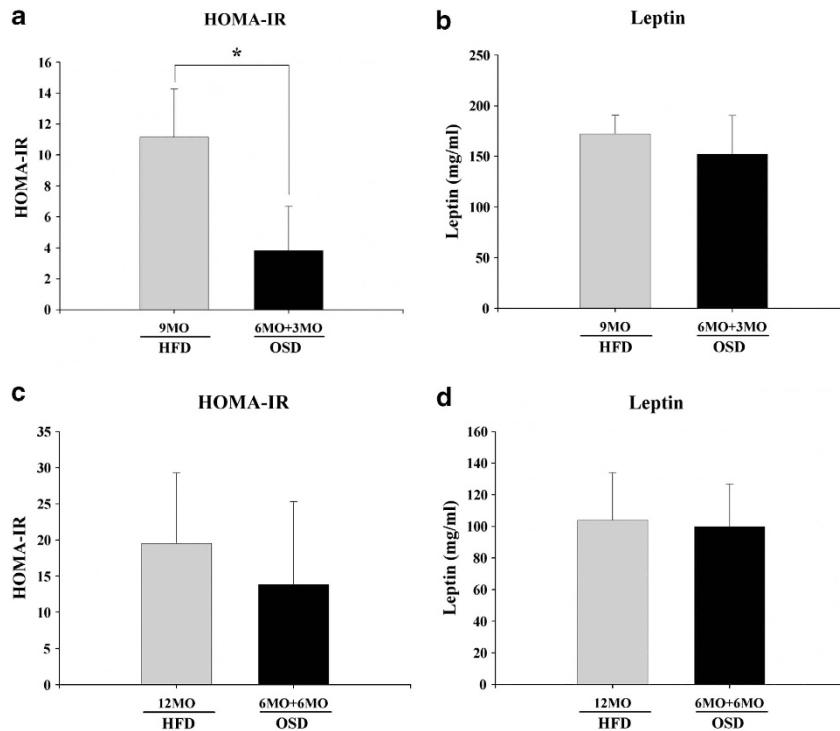 a
HOMA-IR
*
HOMA-IR
16
14
12
10
8
6
4
2
0
9MO 6MO+3MO
HFD OSD
b
Leptin
Leptin (mg/ml)
250
200
150
100
50
0
9MO 6MO+3MO
HFD OSD
c
HOMA-IR
HOMA-IR
35
30
25
20
15
10
5
0
12MO 6MO+6MO
HFD OSD
d
Leptin
Leptin (mg/ml)
160
140
120
100
80
60
40
20
0
12MO 6MO+6MO
HFD OSD